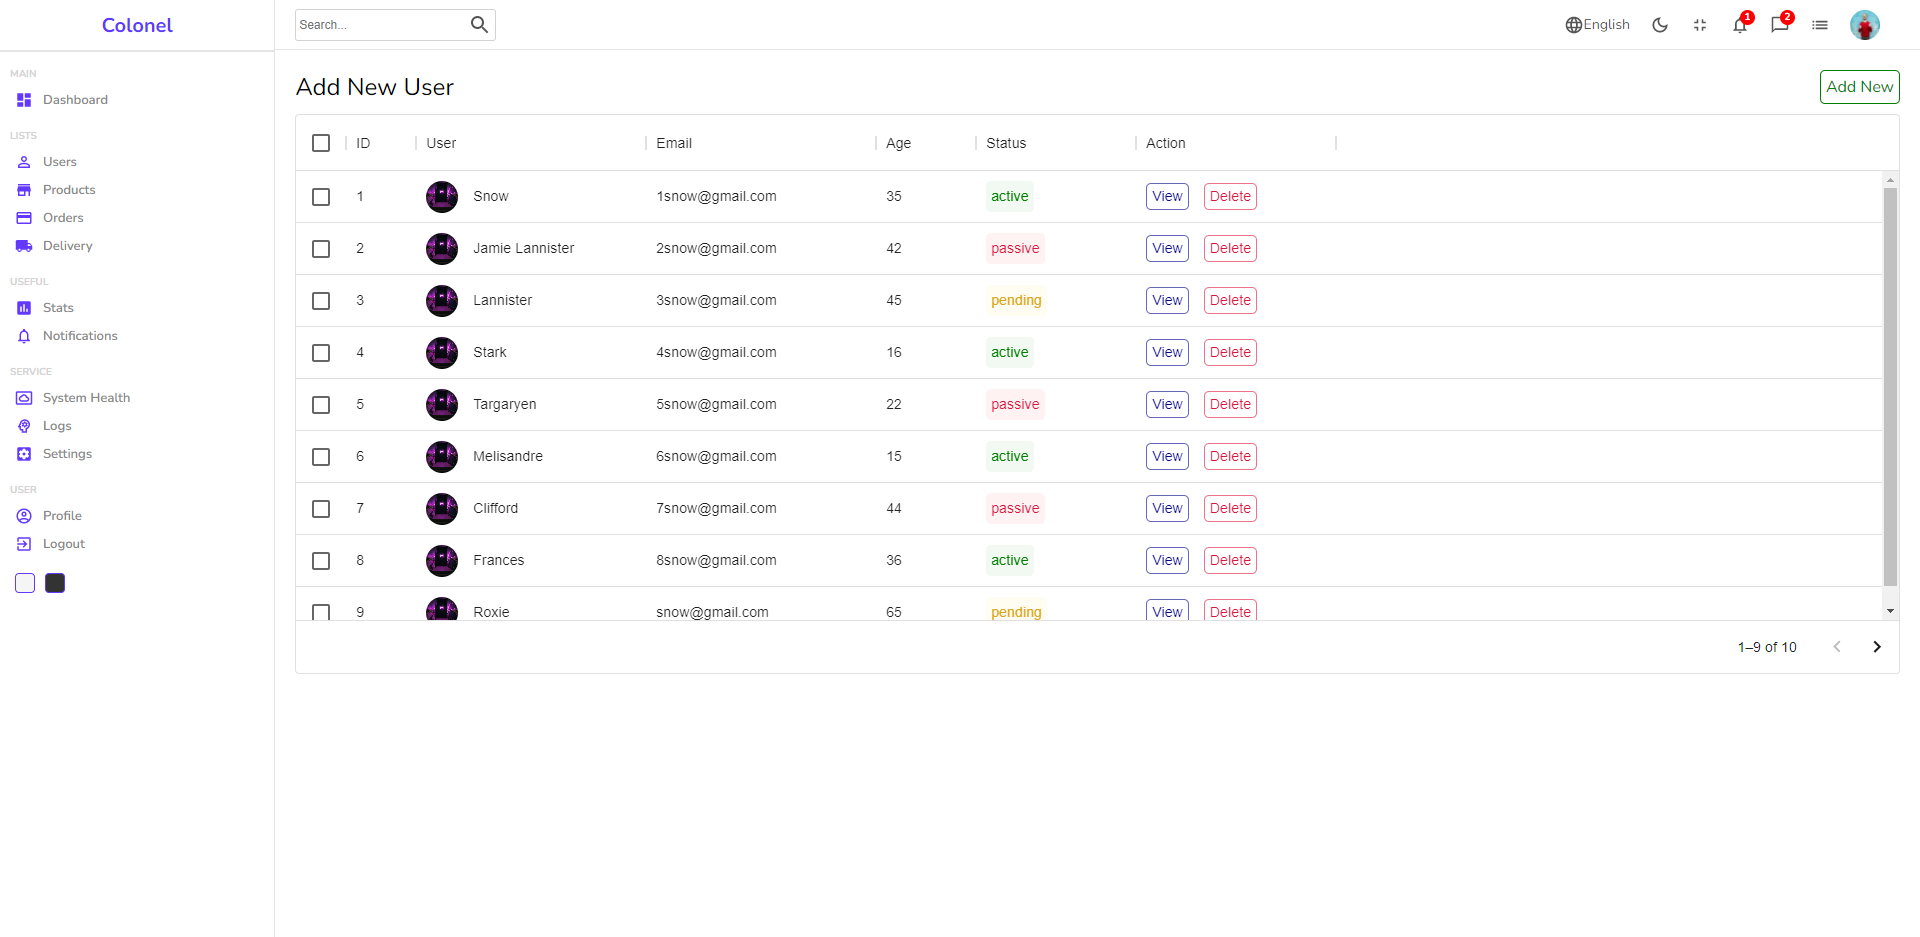 Colonel
Search...
English
1
2
MAIN
Dashboard
LISTS
Users
Products
Orders
Delivery
USEFUL
Stats
Notifications
SERVICE
System Health
Logs
Settings
USER
Profile
Logout
Add New User
Add New
ID User Email Age Status Action
1 Snow 1snow@gmail.com 35 active View Delete
2 Jamie Lannister 2snow@gmail.com 42 passive View Delete
3 Lannister 3snow@gmail.com 45 pending View Delete
4 Stark 4snow@gmail.com 16 active View Delete
5 Targaryen 5snow@gmail.com 22 passive View Delete
6 Melisandre 6snow@gmail.com 15 active View Delete
7 Clifford 7snow@gmail.com 44 passive View Delete
8 Frances 8snow@gmail.com 36 active View Delete
9 Roxie snow@gmail.com 65 pending View Delete
1–9 of 10